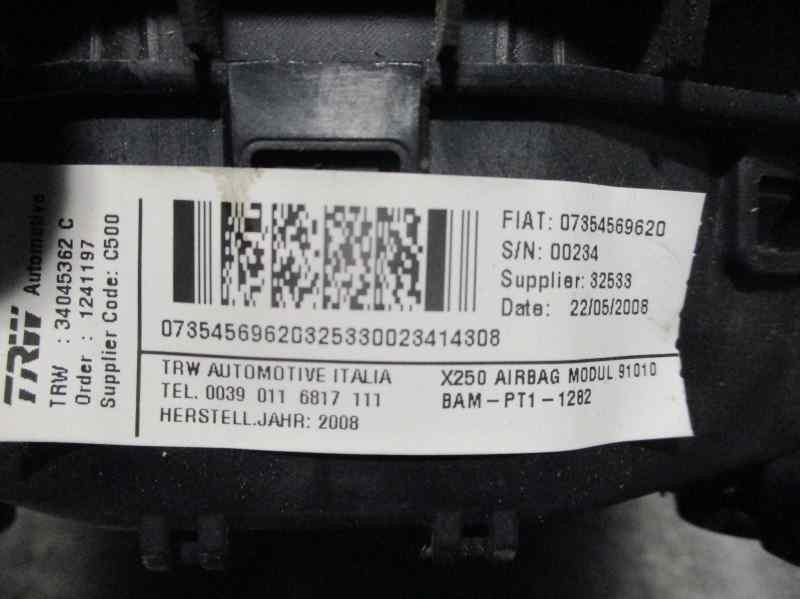 TRW Automotive
TRW : 34045362 C
Order : 1241197
Supplier Code: C500
FIAT: 07354569620
S/N: 00234
Supplier: 32533
Date: 22/05/2008
07354569620325330023414308
TRW AUTOMOTIVE ITALIA
TEL. 0039 011 6817 111
HERSTELL.JAHR: 2008
X250 AIRBAG MODUL 91010
BAM-PT1-1282